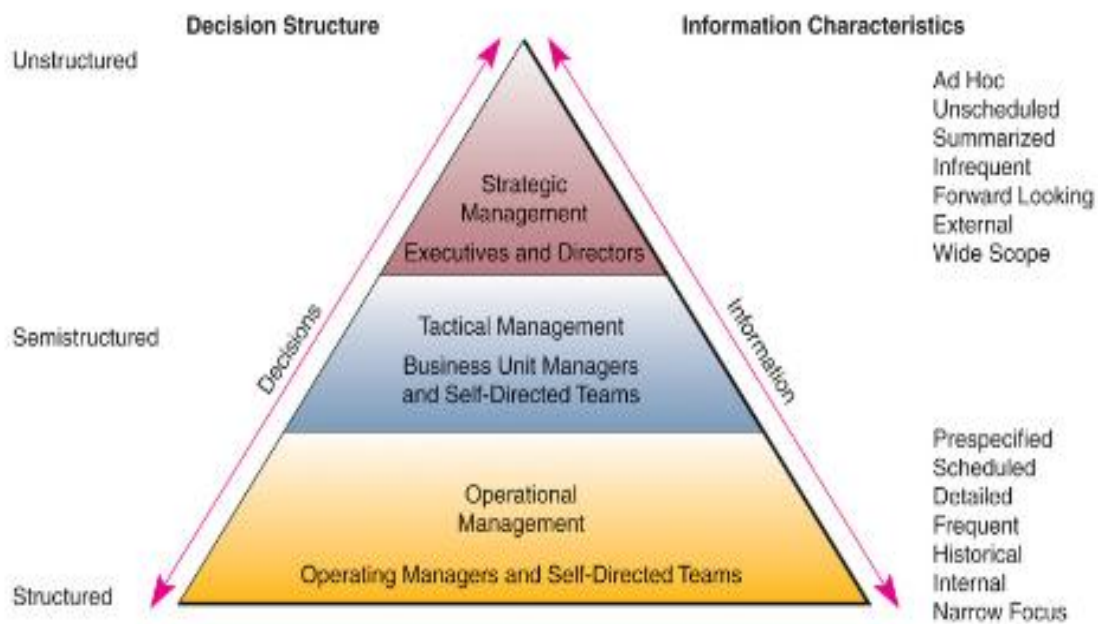 Decision Structure
Information Characteristics
Unstructured
Ad Hoc
Unscheduled
Summarized
Infrequent
Forward Looking
External
Wide Scope
Strategic
Management
Executives and Directors
Semistructured
Decisions
Tactical Management
Business Unit Managers
and Self-Directed Teams
Information
Prespecified
Scheduled
Detailed
Frequent
Historical
Internal
Narrow Focus
Operational
Management
Operating Managers and Self-Directed Teams
Structured